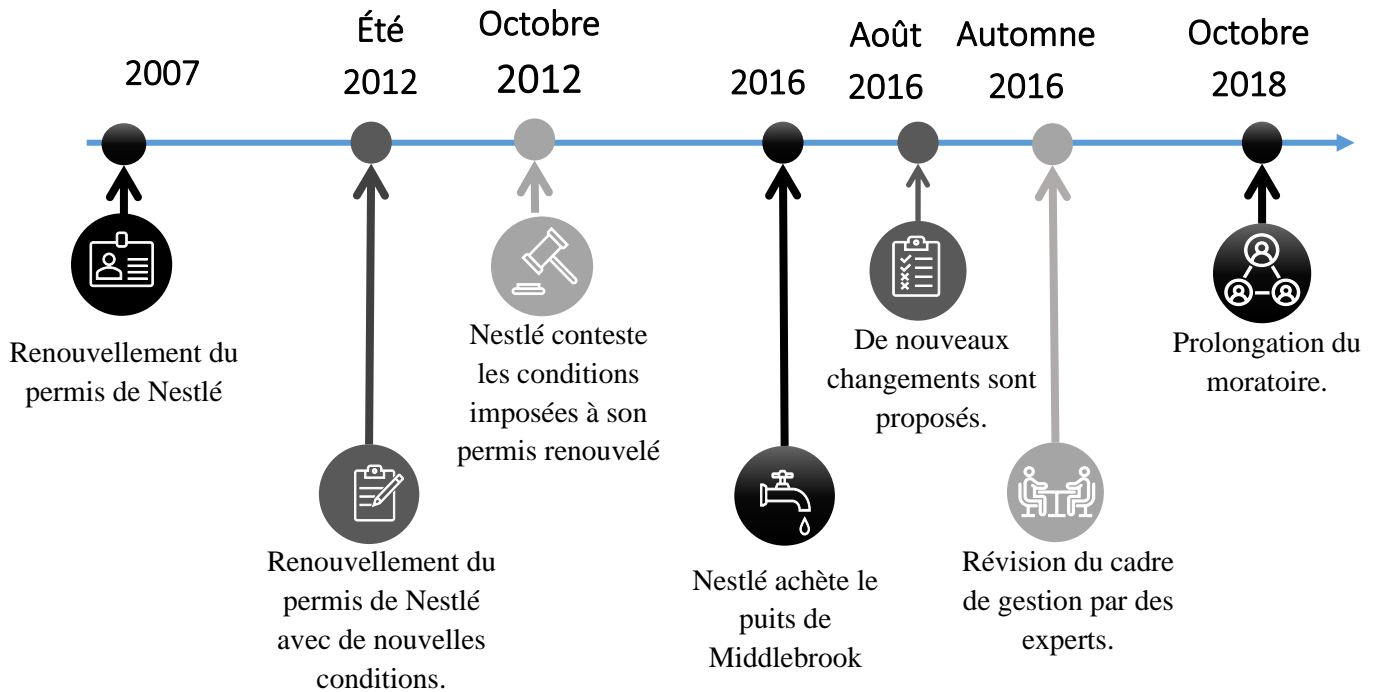 2007
Été
2012
Octobre
2012
2016
Août
2016
Automne
2016
Octobre
2018
Renouvellement du
permis de Nestlé
Renouvellement du
permis de Nestlé
avec de nouvelles
conditions.
Nestlé conteste
les conditions
imposées à son
permis renouvelé
Nestlé achète le
puits de
Middlebrook
De nouveaux
changements sont
proposés.
Révision du cadre
de gestion par des
experts.
Prolongation du
moratoire.